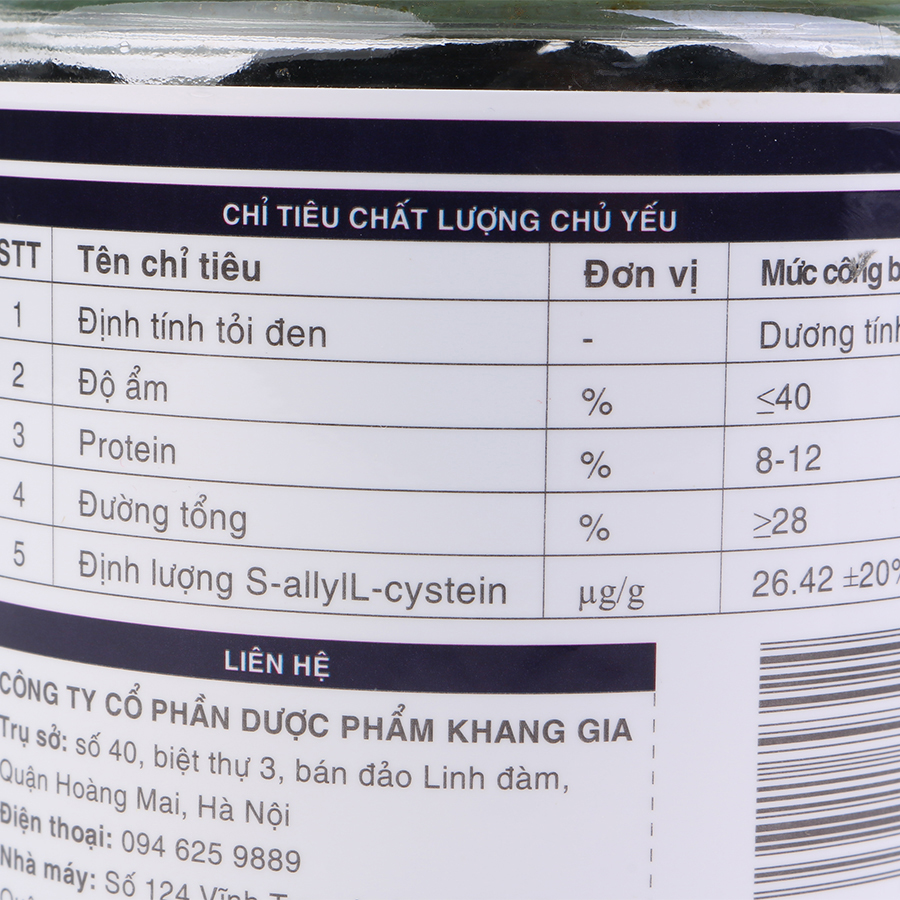 CHỈ TIÊU CHẤT LƯỢNG CHỦ YẾU
STT Tên chỉ tiêu Đơn vị Mức công b
1 Định tính tỏi đen - Dương tính
2 Độ ẩm % ≤40
3 Protein % 8-12
4 Đường tổng % ≥28
5 Định lượng S-allylL-cystein µg/g 26.42 ±20%
LIÊN HỆ
CÔNG TY CỔ PHẦN DƯỢC PHẨM KHANG GIA
Trụ sở: số 40, biệt thự 3, bán đảo Linh đàm,
Quận Hoàng Mai, Hà Nội
Điện thoại: 094 625 9889
Nhà máy: Số 124 Vĩnh